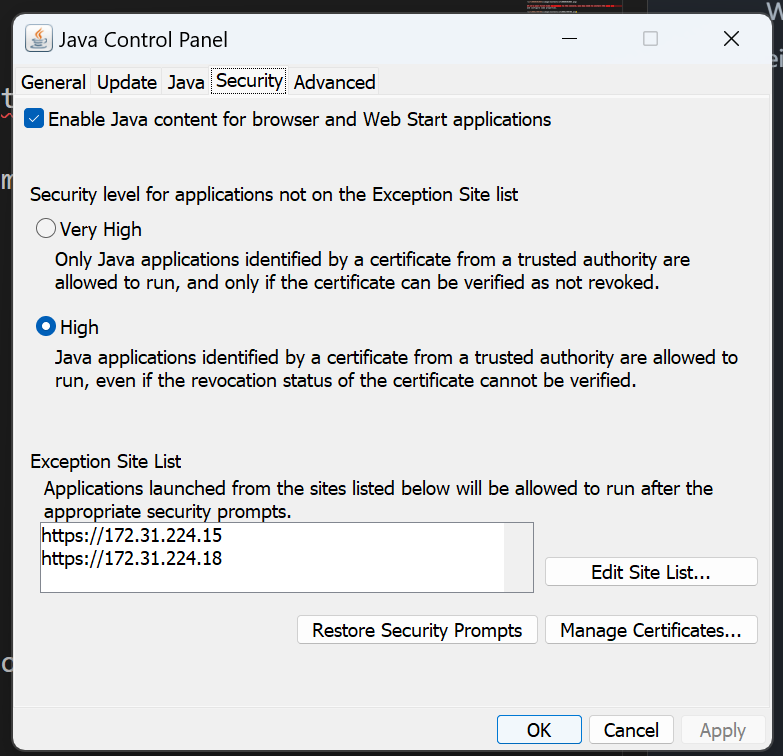 Java Control Panel
General Update Java Security Advanced
Enable Java content for browser and Web Start applications
Security level for applications not on the Exception Site list
Very High
Only Java applications identified by a certificate from a trusted authority are
allowed to run, and only if the certificate can be verified as not revoked.
High
Java applications identified by a certificate from a trusted authority are allowed to
run, even if the revocation status of the certificate cannot be verified.
Exception Site List
Applications launched from the sites listed below will be allowed to run after the
appropriate security prompts.
https://172.31.224.15
https://172.31.224.18
Edit Site List...
Restore Security Prompts Manage Certificates...
OK Cancel Apply